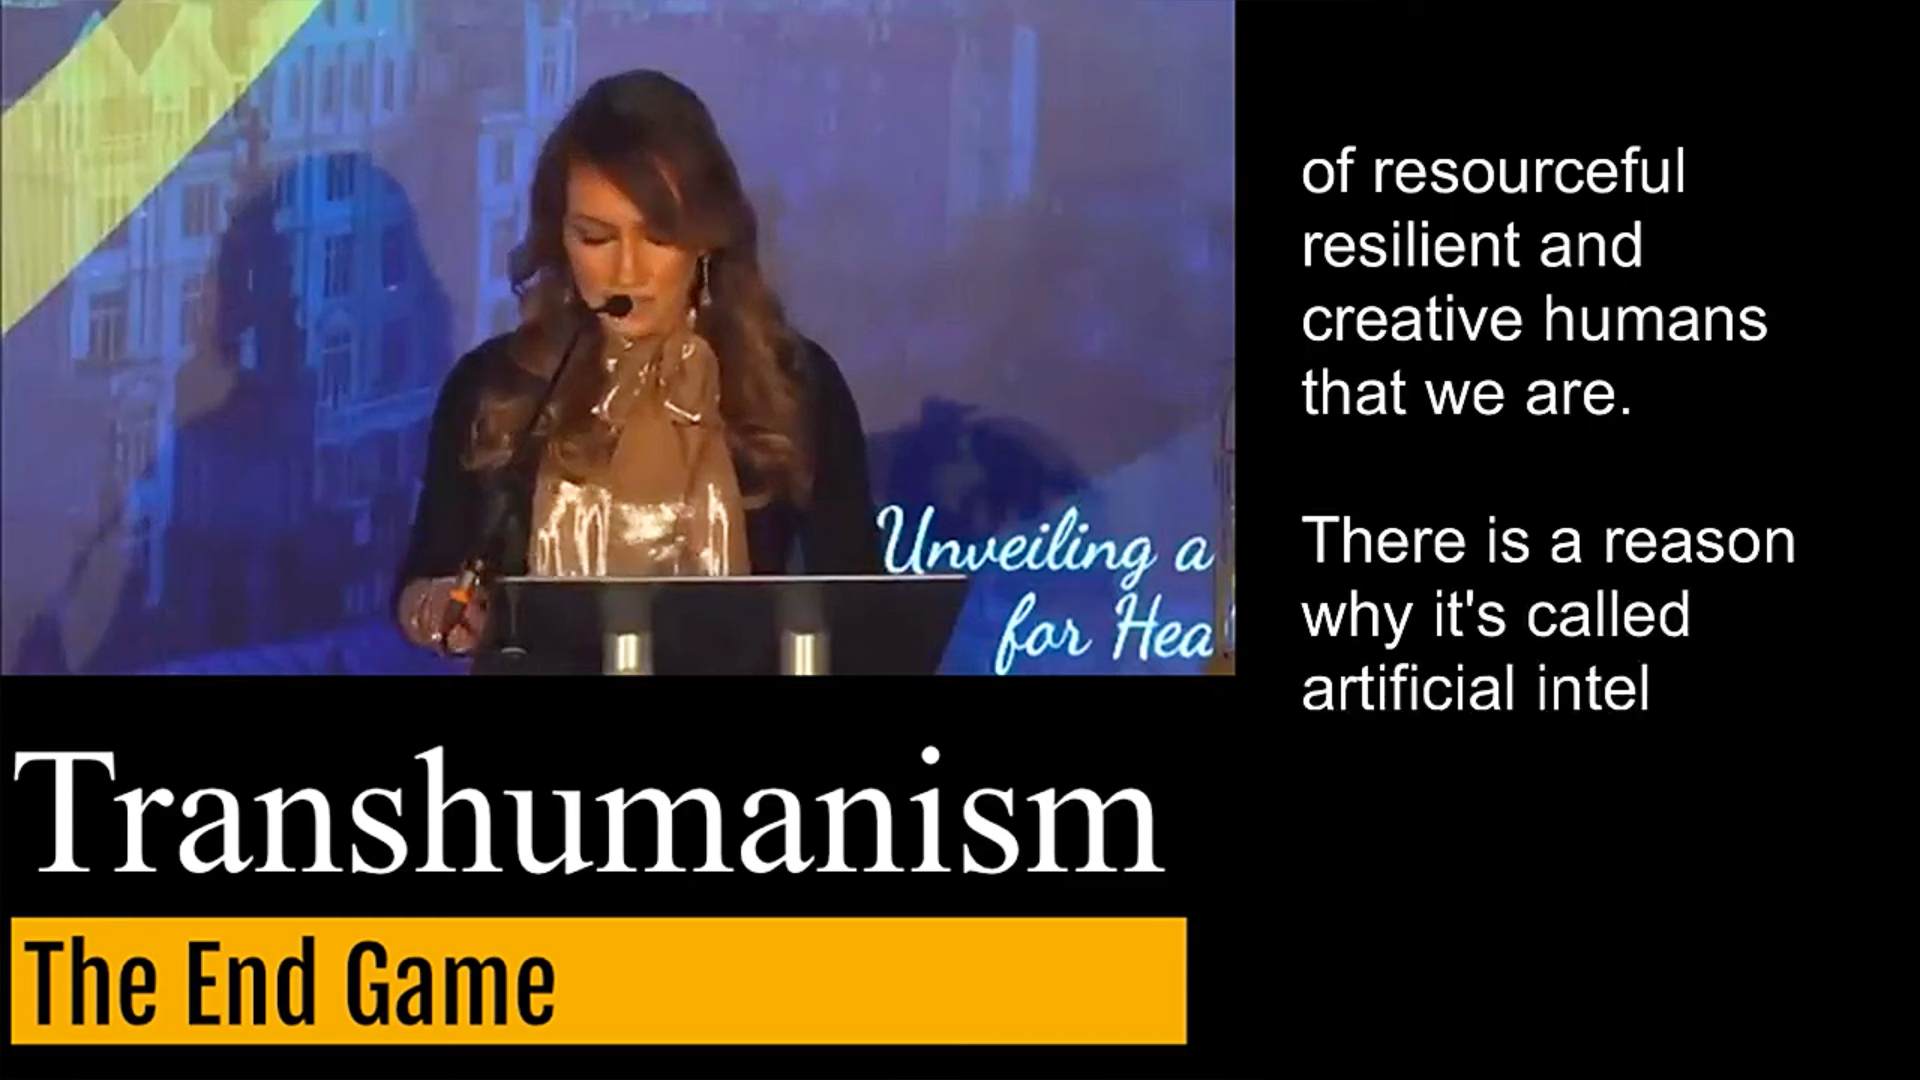 Unveiling a
for Hea
Transhumanism
The End Game
of resourceful
resilient and
creative humans
that we are.
There is a reason
why it's called
artificial intel